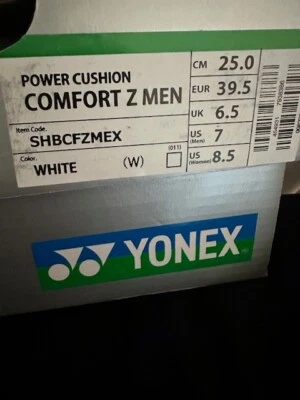 POWER CUSHION
COMFORT Z MEN
Item Code.
SHBCFZMEX
Color.
(011)
WHITE (W)
CM 25.0
EUR 39.5
UK 6.5
US (Men) 7
US (Women) 8.5
YONEX